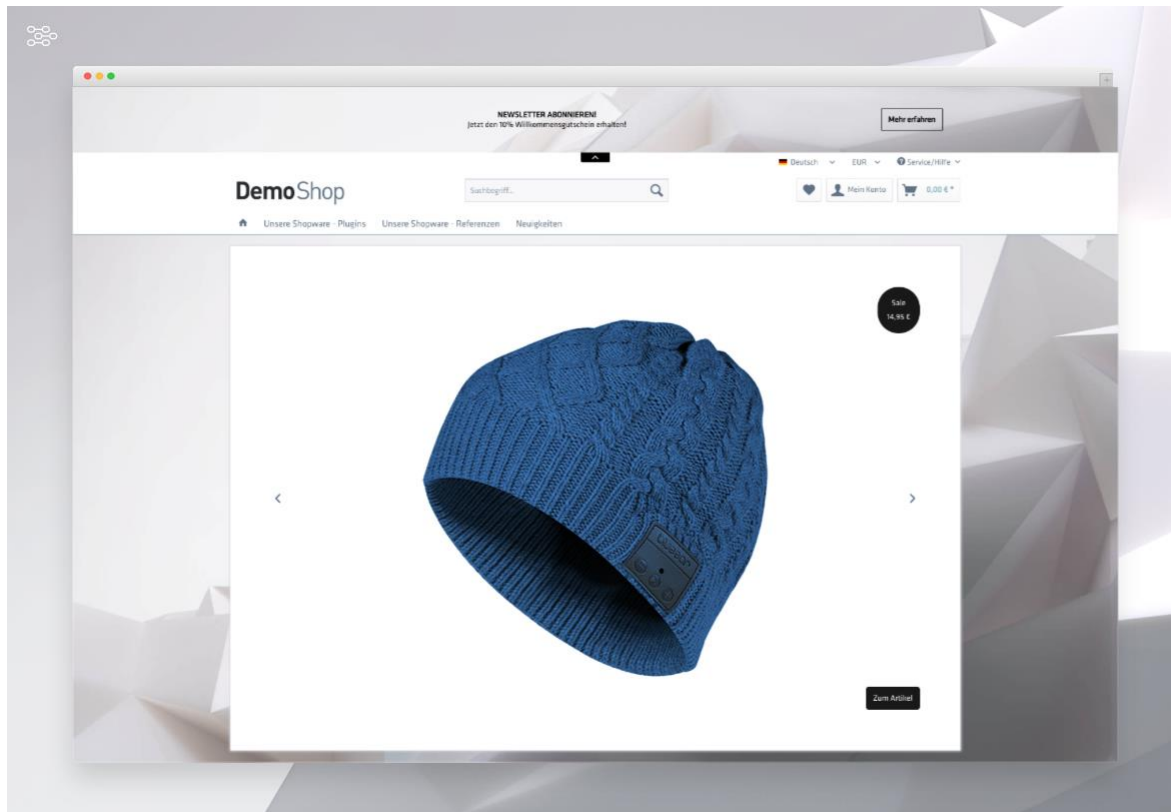 NEWSLETTER ABONNIEREN!
Jetzt den 10% Willkommensgutschein erhalten!
Mehr erfahren
Deutsch EUR Service/Hilfe
DemoShop
Suchbegriff...
Mein Konto
0,00 € *
Unsere Shopware - Plugins Unsere Shopware - Referenzen Neuigkeiten
Sale
14,95 €
Zum Artikel